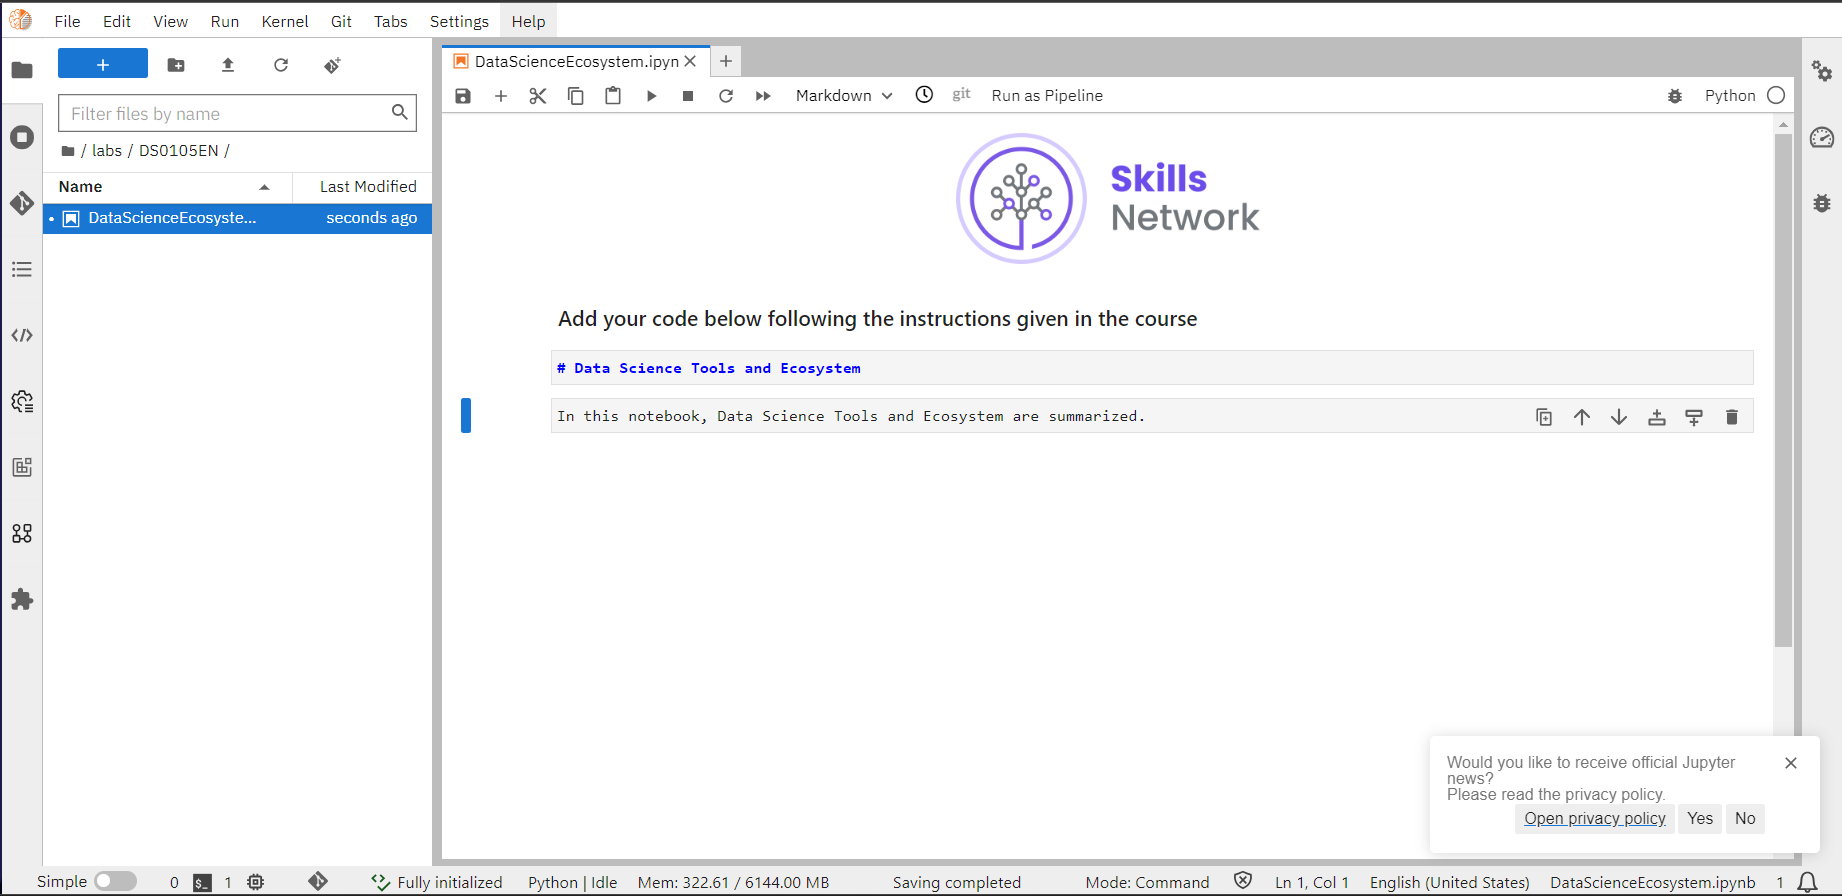 File Edit View Run Kernel Git Tabs Settings Help
+
Filter files by name
/ labs / DS0105EN /
Name Last Modified
DataScienceEcosyste... seconds ago
DataScienceEcosystem.ipyn
Markdown git Run as Pipeline Python
Skills
Network
Add your code below following the instructions given in the course
# Data Science Tools and Ecosystem
In this notebook, Data Science Tools and Ecosystem are summarized.
Would you like to receive official Jupyter
news?
Please read the privacy policy.
Open privacy policy Yes No
Simple 0 $_ 1 Fully initialized Python | Idle Mem: 322.61 / 6144.00 MB Saving completed Mode: Command Ln 1, Col 1 English (United States) DataScienceEcosystem.ipynb 1